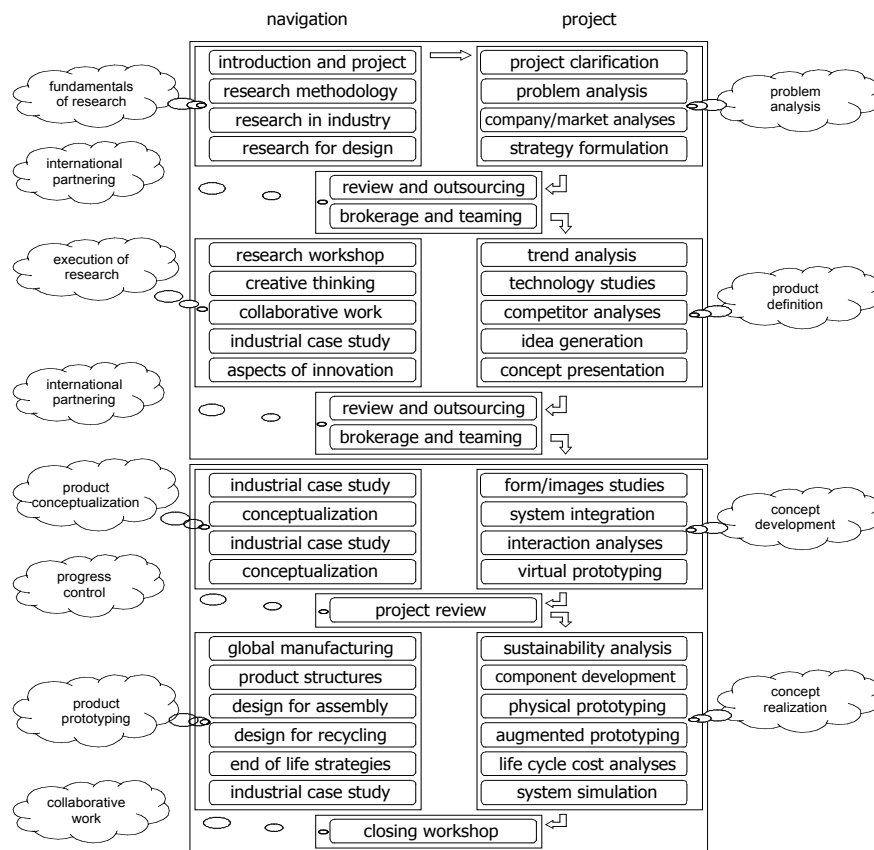 navigation
project
fundamentals
of research
introduction and project
research methodology
research in industry
research for design
project clarification
problem analysis
company/market analyses
strategy formulation
problem
analysis
international
partnering
review and outsourcing
brokerage and teaming
execution of
research
research workshop
creative thinking
collaborative work
industrial case study
aspects of innovation
trend analysis
technology studies
competitor analyses
idea generation
concept presentation
product
definition
international
partnering
review and outsourcing
brokerage and teaming
product
conceptualization
industrial case study
conceptualization
industrial case study
conceptualization
form/images studies
system integration
interaction analyses
virtual prototyping
concept
development
progress
control
project review
product
prototyping
global manufacturing
product structures
design for assembly
design for recycling
end of life strategies
industrial case study
sustainability analysis
component development
physical prototyping
augmented prototyping
life cycle cost analyses
system simulation
concept
realization
collaborative
work
closing workshop